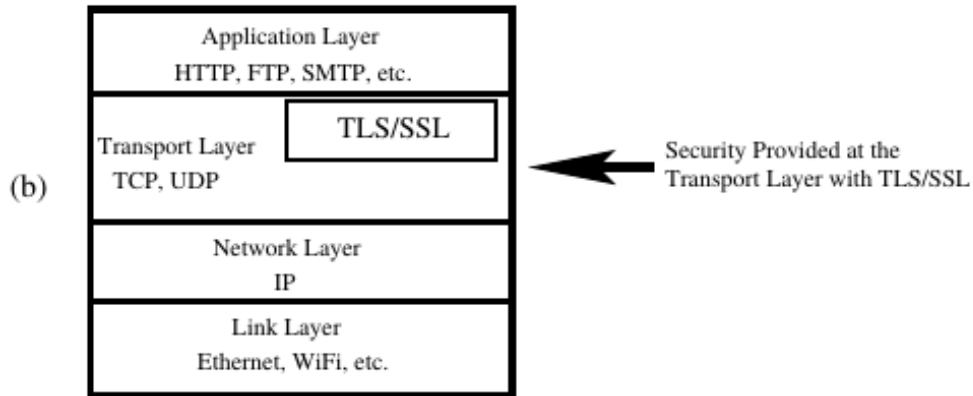 Application Layer
HTTP, FTP, SMTP, etc.
TLS/SSL
Transport Layer
TCP, UDP
Security Provided at the
Transport Layer with TLS/SSL
(b)
Network Layer
IP
Link Layer
Ethernet, WiFi, etc.